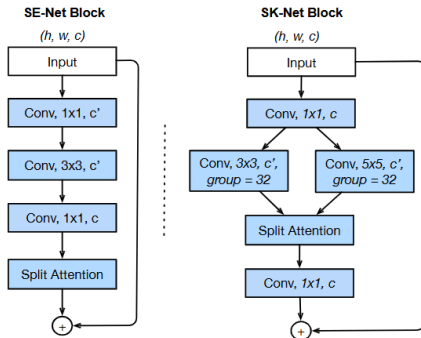 SE-Net Block
(h, w, c)
Input
Conv, 1x1, c'
Conv, 3x3, c'
Conv, 1x1, c
Split Attention
+
SK-Net Block
(h, w, c)
Input
Conv, 1x1, c
Conv, 3x3, c',
group = 32
Conv, 5x5, c',
group = 32
Split Attention
Conv, 1x1, c
+